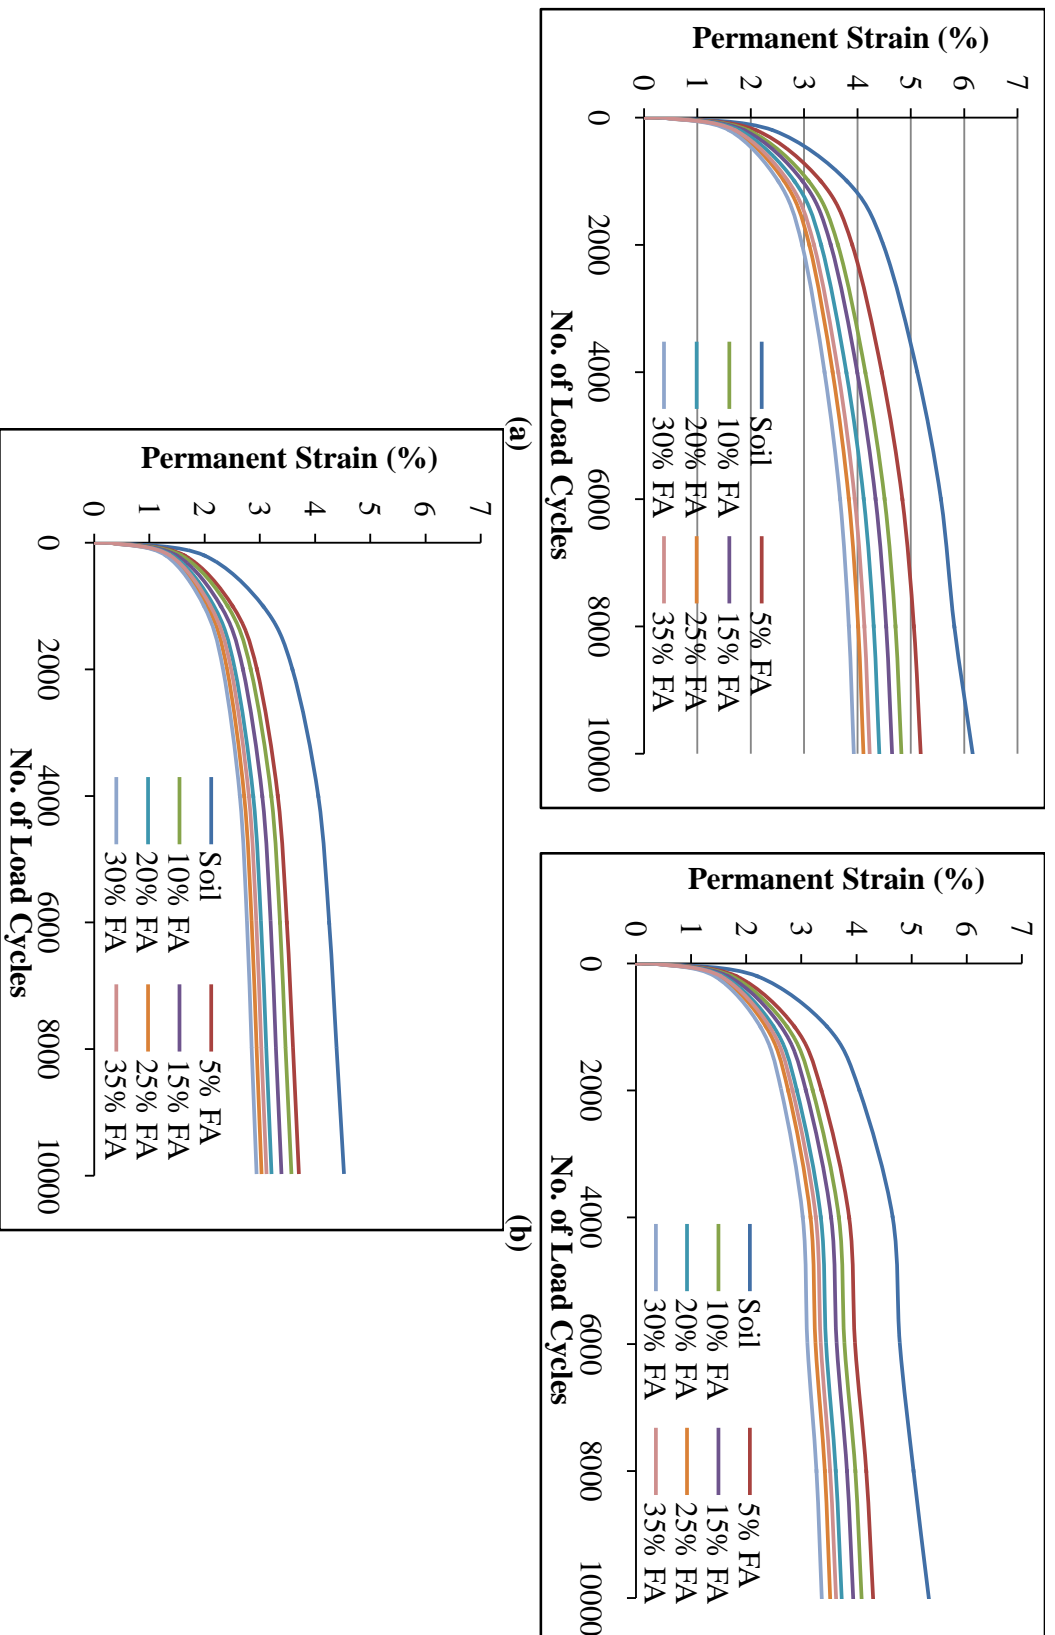 Permanent Strain (%)
7
6
5
4
3
2
1
0
0 2000 4000 6000 8000 10000
No. of Load Cycles
Soil 5% FA
10% FA 15% FA
20% FA 25% FA
30% FA 35% FA
(a)
Permanent Strain (%)
7
6
5
4
3
2
1
0
0 2000 4000 6000 8000 10000
No. of Load Cycles
Soil 5% FA
10% FA 15% FA
20% FA 25% FA
30% FA 35% FA
(b)
Permanent Strain (%)
7
6
5
4
3
2
1
0
0 2000 4000 6000 8000 10000
No. of Load Cycles
Soil 5% FA
10% FA 15% FA
20% FA 25% FA
30% FA 35% FA